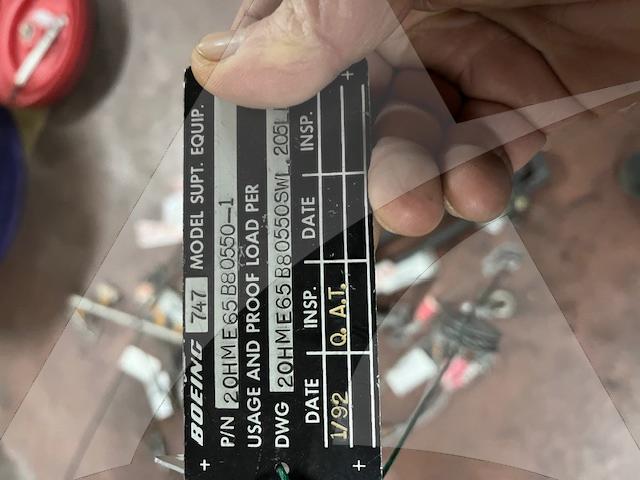 BOEING 747 MODEL SUPT. EQUIP.
P/N 20HME65B80550-1
USAGE AND PROOF LOAD PER
DWG 20HME65B80550SWL.205L
DATE INSP. DATE INSP.
1/92 Q.A.T.